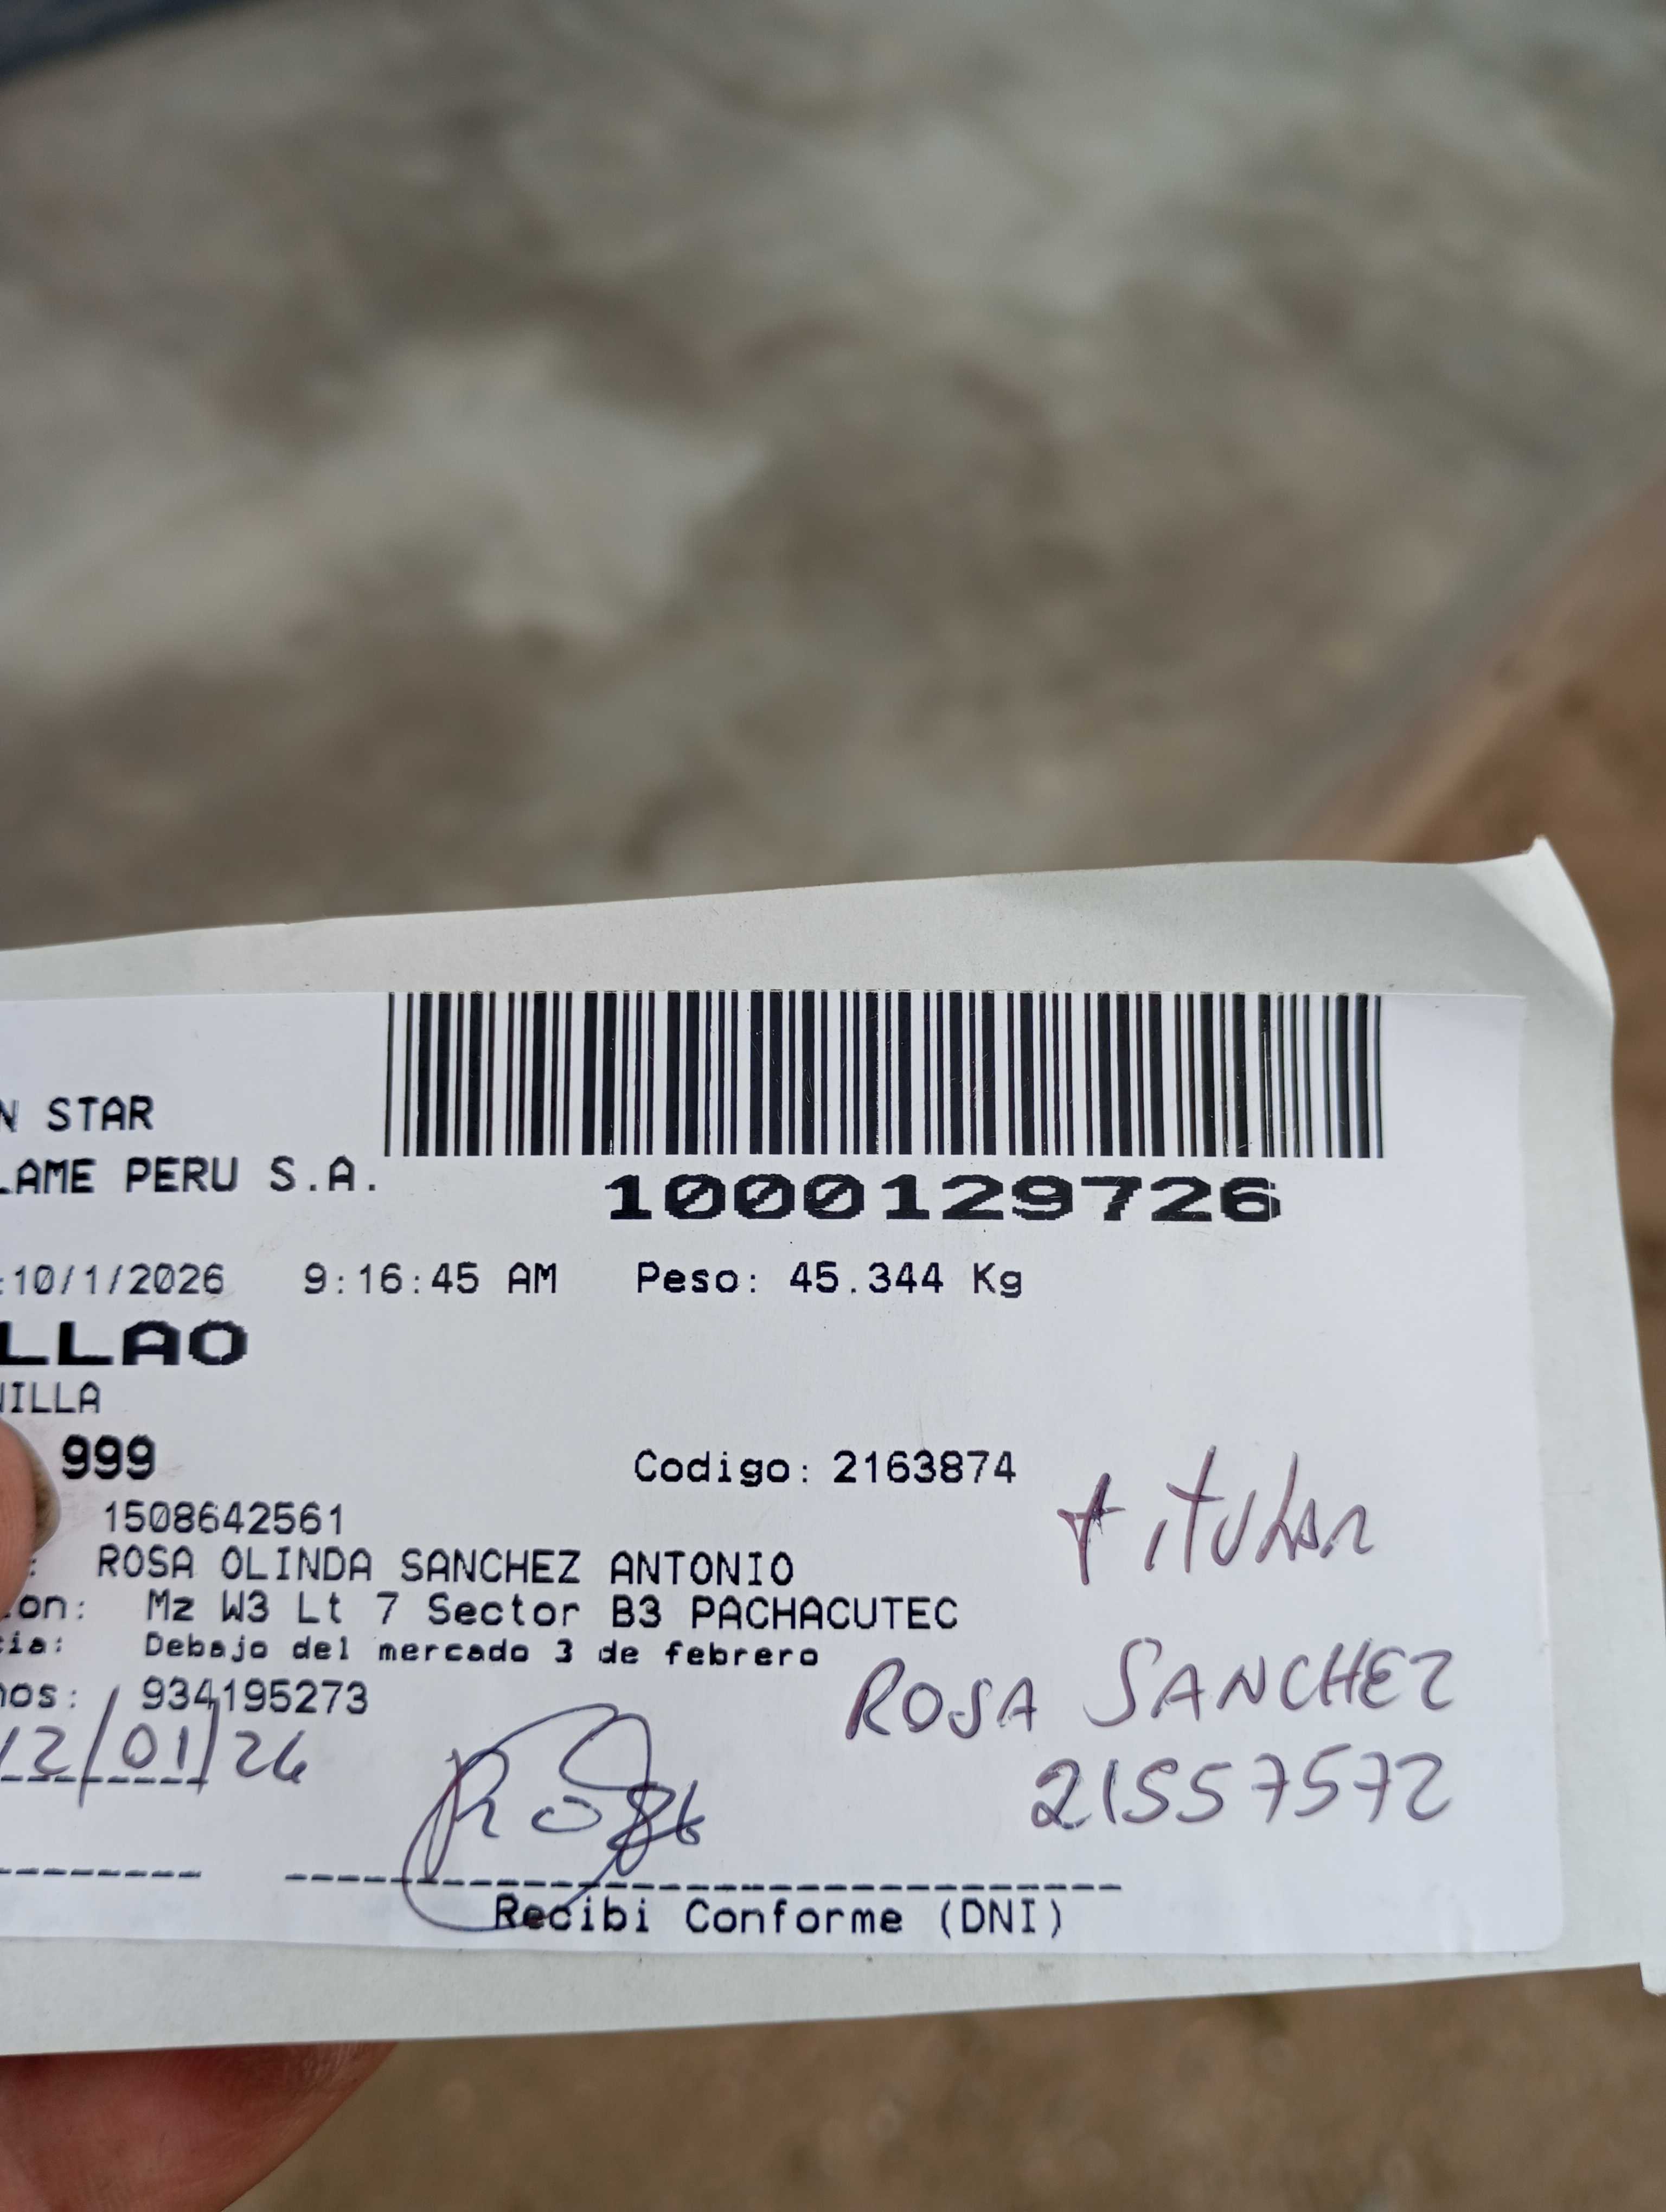 N STAR
LAME PERU S.A.
1000129726
:10/1/2026 9:16:45 AM Peso: 45.344 Kg
LLAO
NILLA
999 Codigo: 2163874
1508642561
titular
: ROSA OLINDA SANCHEZ ANTONIO
ion: Mz W3 Lt 7 Sector B3 PACHACUTEC
cia: Debajo del mercado 3 de febrero
nos: 934195273
ROSA SANCHEZ
12/01/26
21557572
Recibi Conforme (DNI)